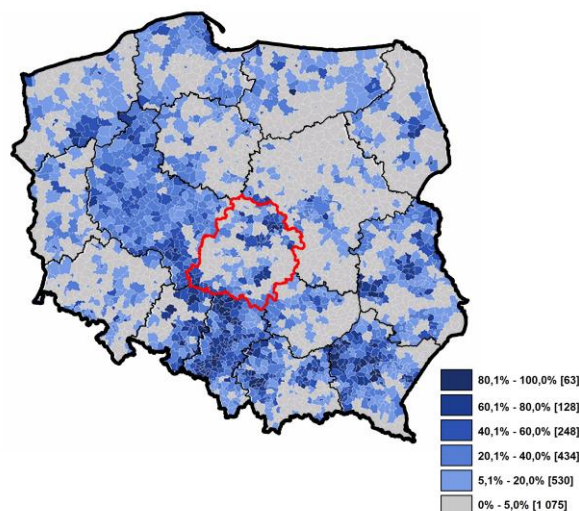 80,1% - 100,0% [63]
60,1% - 80,0% [128]
40,1% - 60,0% [248]
20,1% - 40,0% [434]
5,1% - 20,0% [530]
0% - 5,0% [1 075]